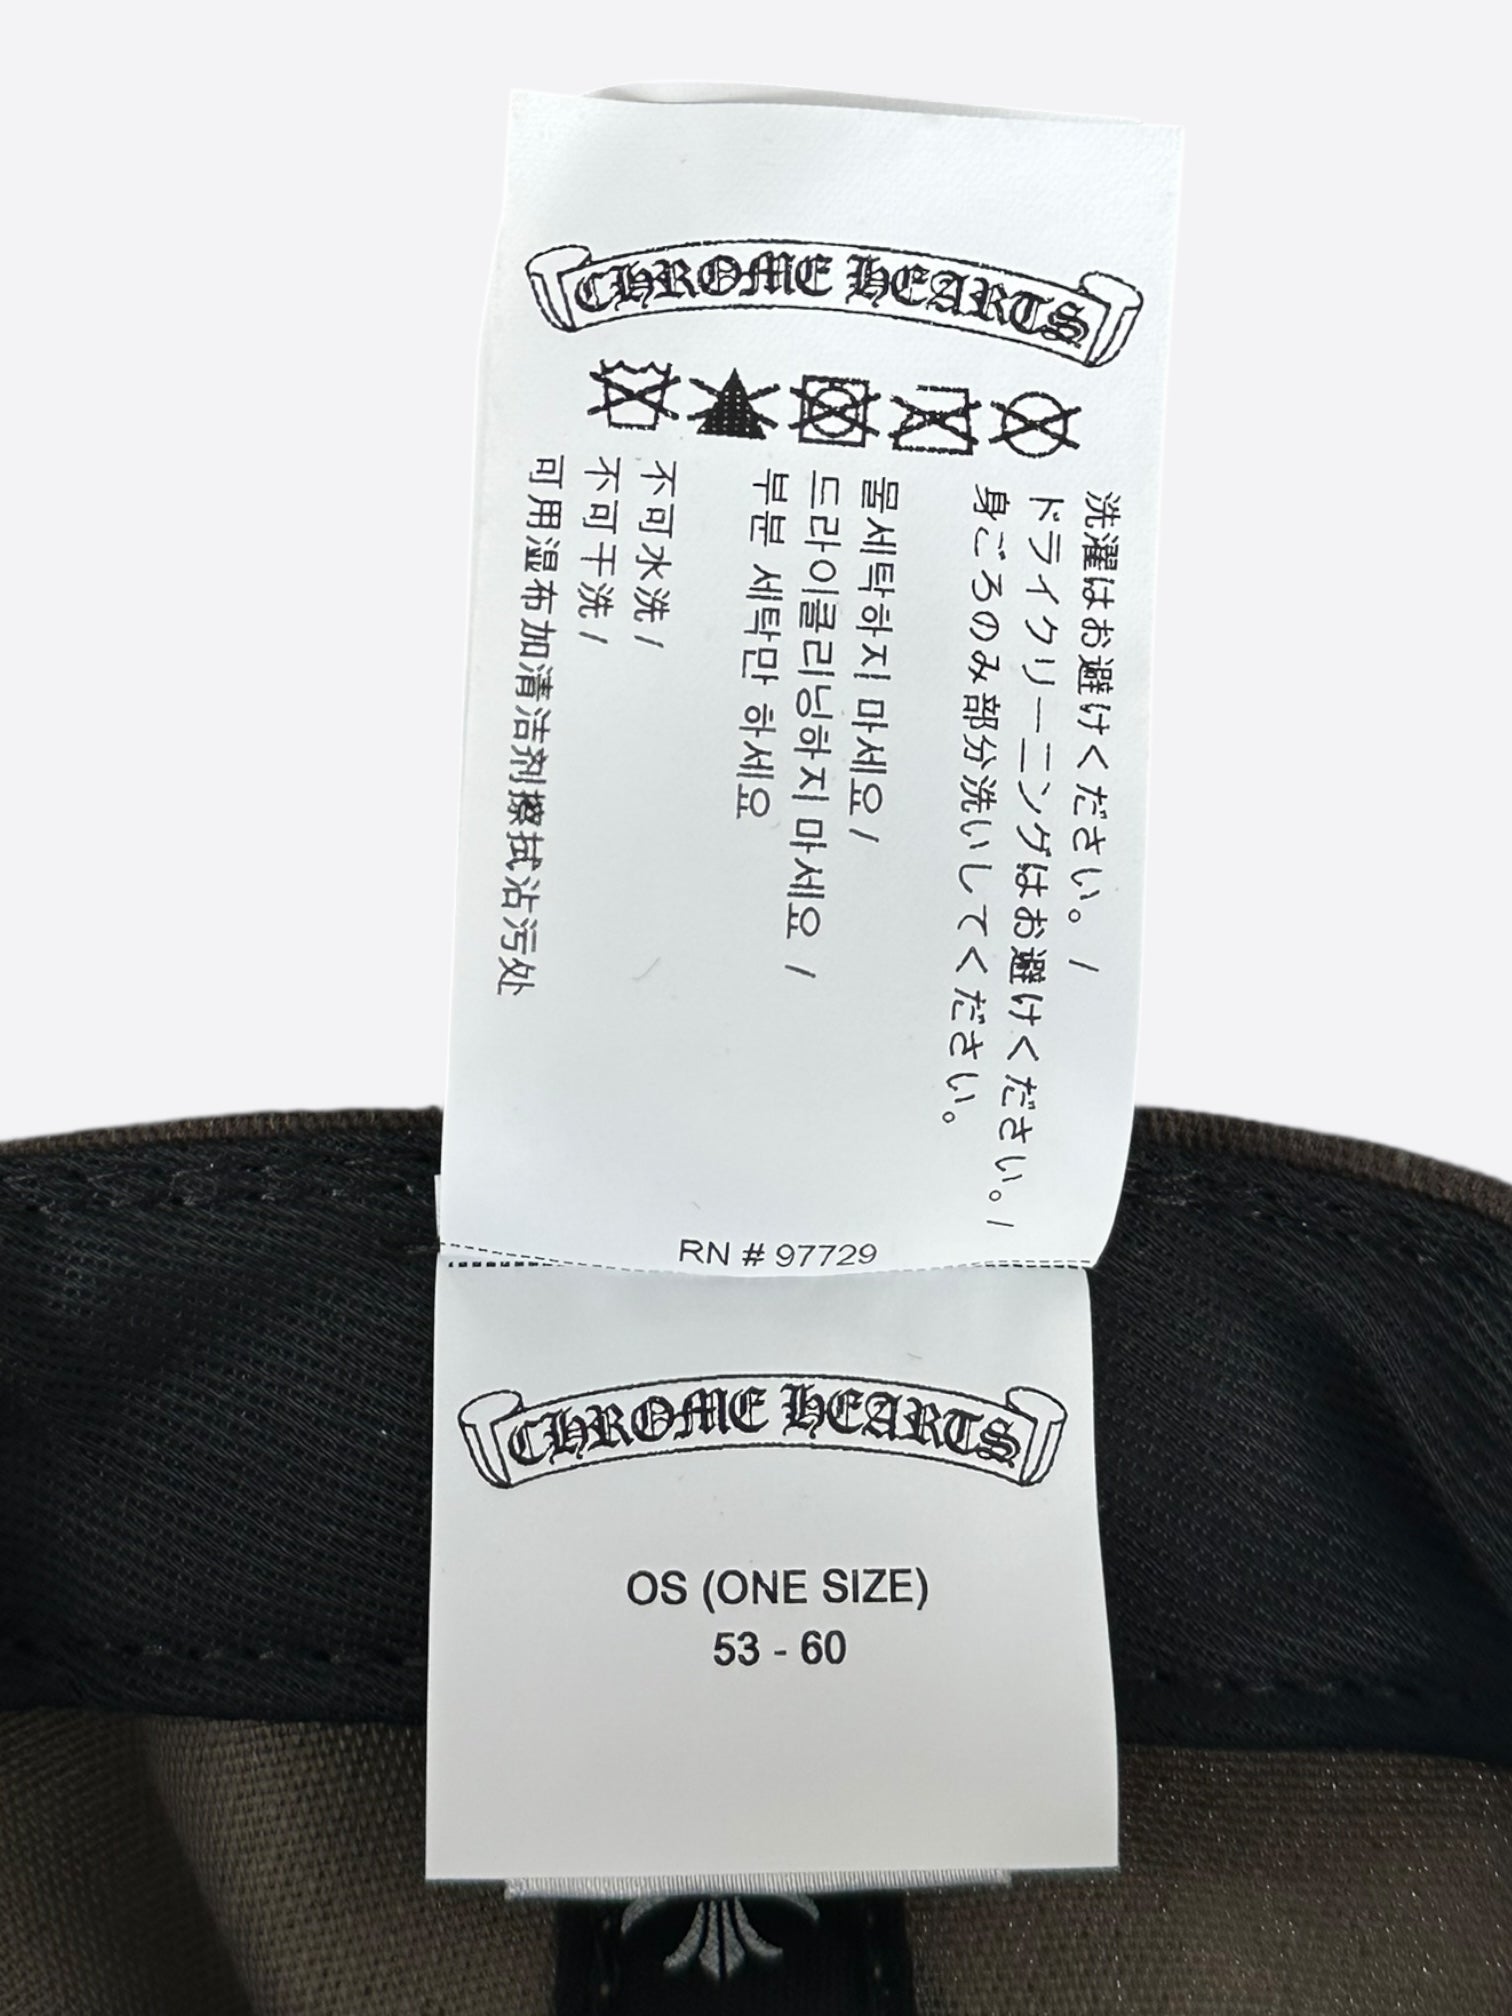 CHROME HEARTS
洗濯はお避けください。/
ドライクリーニングはお避けください。/
身ごろのみ部分洗いしてください。
물세탁하지 마세요/
드라이클리닝하지 마세요 /
부분 세탁만 하세요
不可水洗/
不可干洗/
可用湿布加清洁剂擦拭沾污处
RN # 97729
CHROME HEARTS
OS (ONE SIZE)
53 - 60